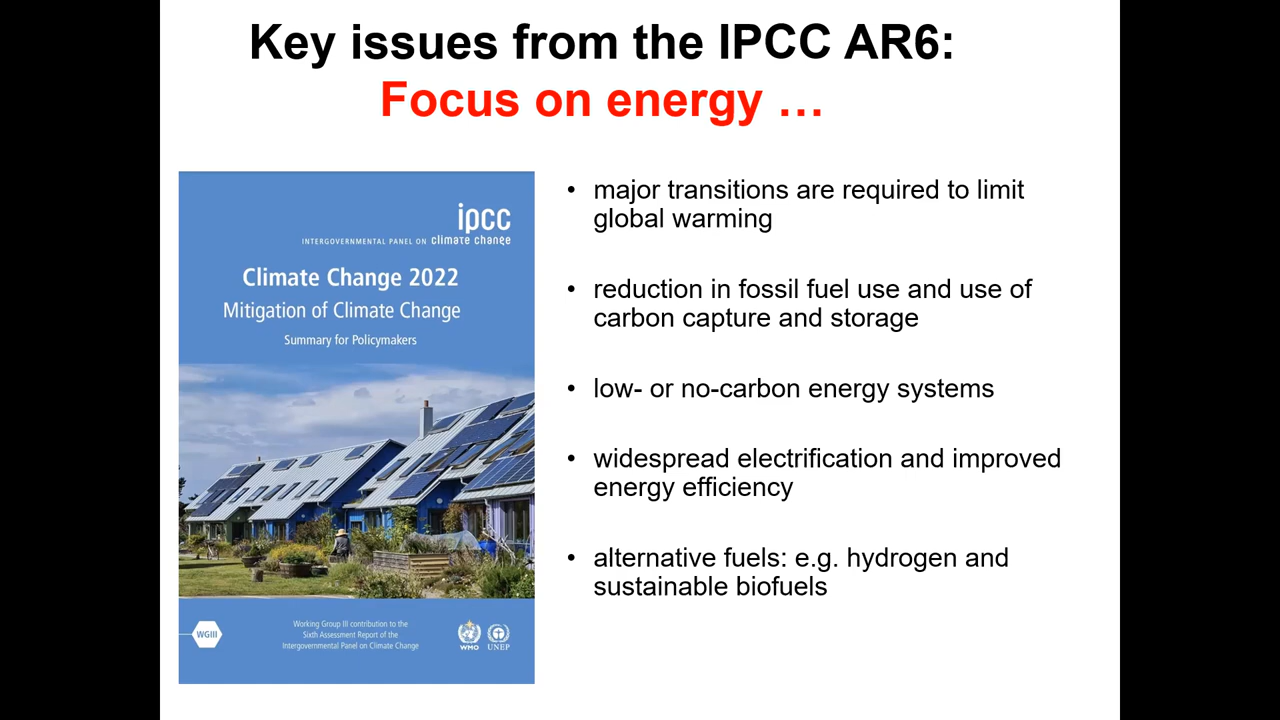 Key issues from the IPCC AR6:
Focus on energy …
ipcc
INTERGOVERNMENTAL PANEL ON climate change
Climate Change 2022
Mitigation of Climate Change
Summary for Policymakers
WGIII
Working Group III contribution to the
Sixth Assessment Report of the
Intergovernmental Panel on Climate Change
WMO
UNEP
• major transitions are required to limit
global warming
• reduction in fossil fuel use and use of
carbon capture and storage
• low- or no-carbon energy systems
• widespread electrification and improved
energy efficiency
• alternative fuels: e.g. hydrogen and
sustainable biofuels